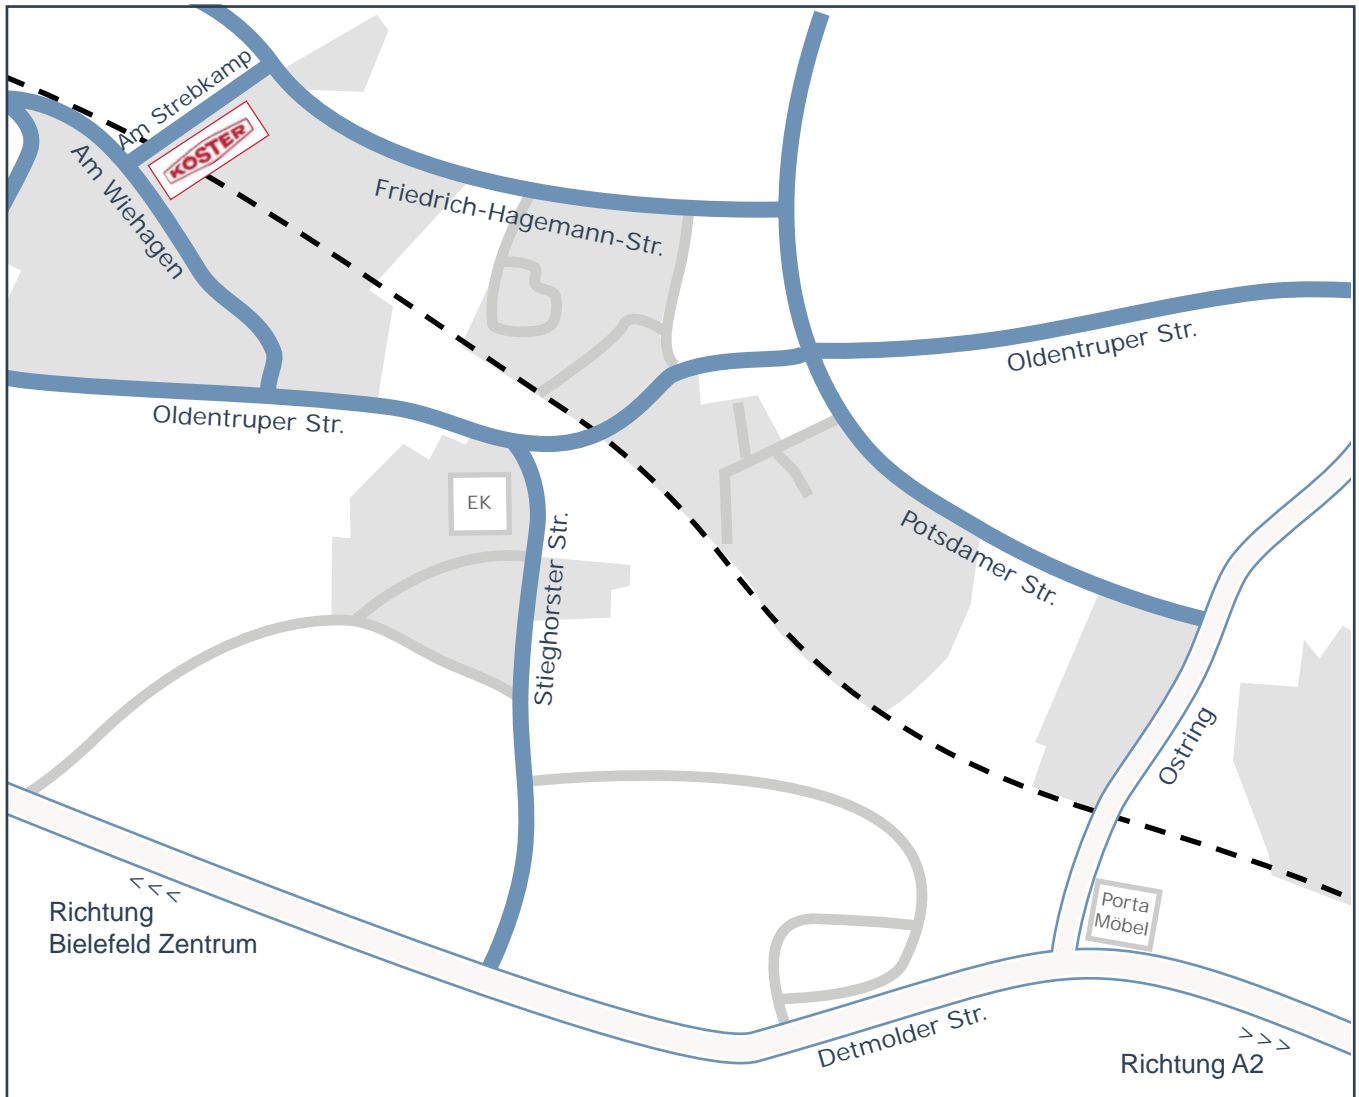 Am Strebkamp
KOSTER
Am Wiehagen
Friedrich-Hagemann-Str.
Oldentruper Str.
Oldentruper Str.
EK
Stieghorster Str.
Potsdamer Str.
Ostring
<<<
Richtung
Bielefeld Zentrum
Porta
Möbel
Detmolder Str.
>>>
Richtung A2